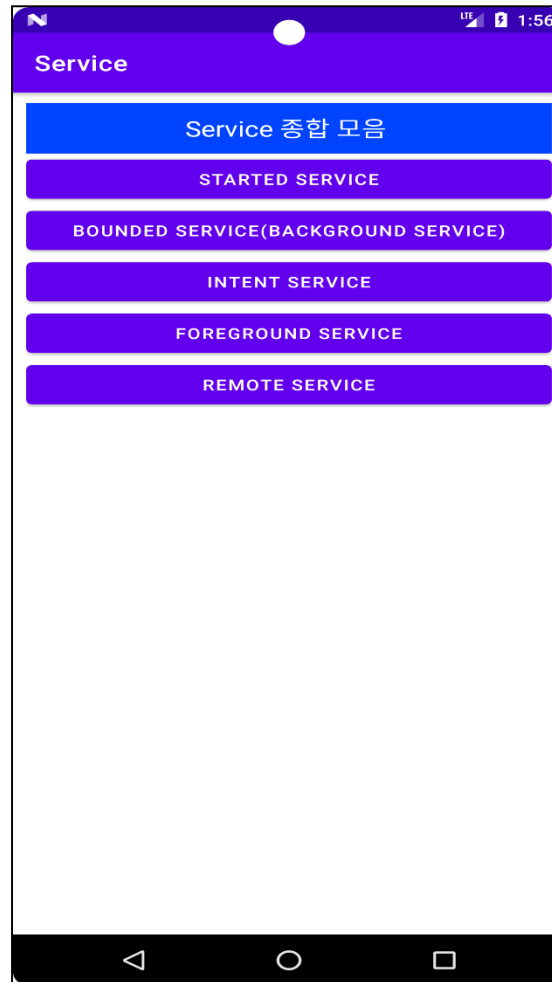 LTE 1:56
Service
Service 종합 모음
STARTED SERVICE
BOUNDED SERVICE(BACKGROUND SERVICE)
INTENT SERVICE
FOREGROUND SERVICE
REMOTE SERVICE